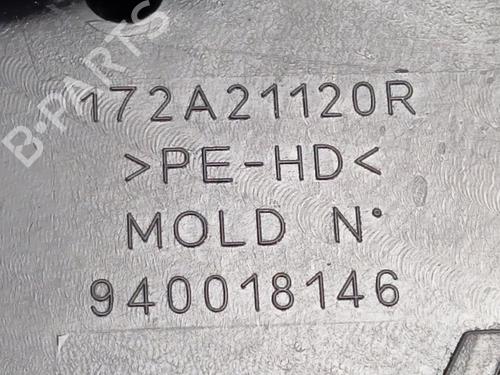 B-PARTS
172A21120R
>PE-HD<
MOLD N°
940018146